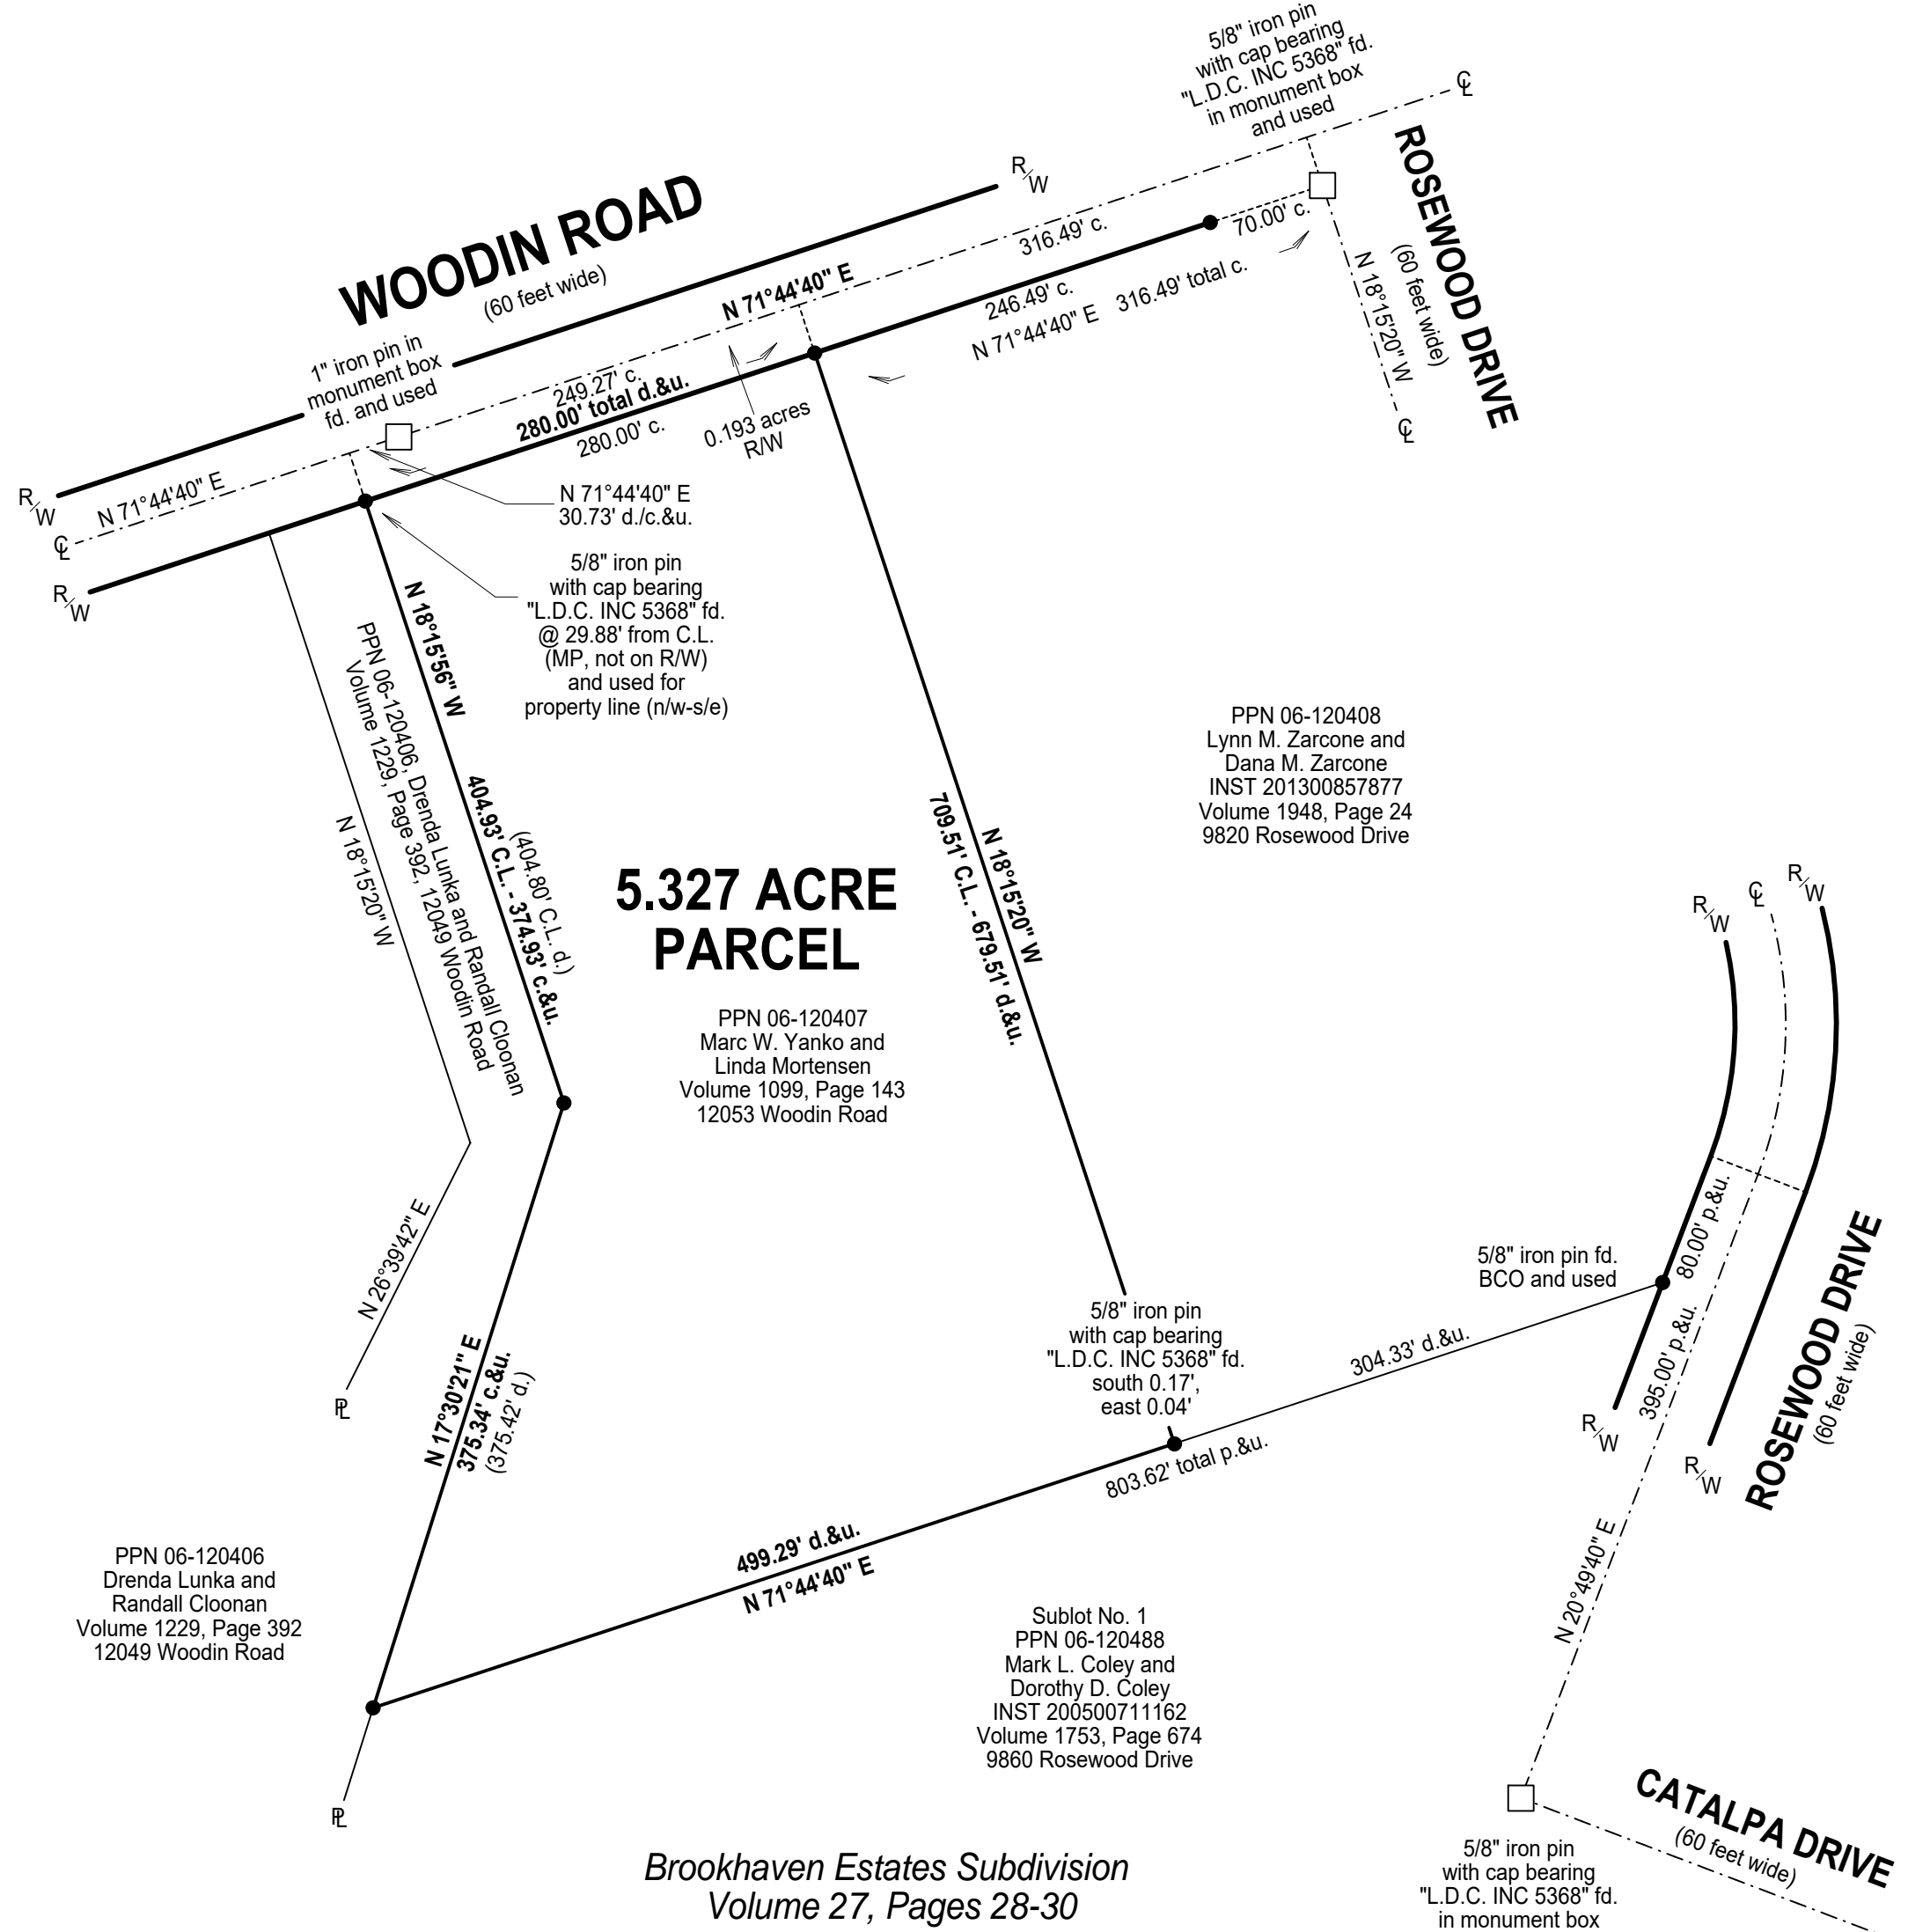 5/8" iron pin
with cap bearing
"L.D.C. INC 5368" fd.
in monument box
and used
℄
ROSEWOOD DRIVE
(60 feet wide)
N 18°15'20" W
℄
R/W
WOODIN ROAD
(60 feet wide)
316.49' c.
70.00' c.
246.49' c.
N 71°44'40" E 316.49' total c.
N 71°44'40" E
1" iron pin in
monument box
fd. and used
249.27' c.
280.00' total d.&u.
280.00' c.
0.193 acres
R/W
R/W
N 71°44'40" E
℄
R/W
N 71°44'40" E
30.73' d./c.&u.
5/8" iron pin
with cap bearing
"L.D.C. INC 5368" fd.
@ 29.88' from C.L.
(MP, not on R/W)
and used for
property line (n/w-s/e)
N 18°15'56" W
404.93' C.L. - 374.93' c.&u.
(404.80' C.L. d.)
PPN 06-120406, Drenda Lunka and Randall Cloonan
Volume 1229, Page 392, 12049 Woodin Road
N 18°15'20" W
N 26°39'42" E
⅊
5.327 ACRE
PARCEL
PPN 06-120407
Marc W. Yanko and
Linda Mortensen
Volume 1099, Page 143
12053 Woodin Road
N 18°15'20" W
709.51' C.L. - 679.51' d.&u.
PPN 06-120408
Lynn M. Zarcone and
Dana M. Zarcone
INST 201300857877
Volume 1948, Page 24
9820 Rosewood Drive
R/W
℄
R/W
80.00' p.&u.
395.00' p.&u.
5/8" iron pin fd.
BCO and used
ROSEWOOD DRIVE
(60 feet wide)
R/W
R/W
5/8" iron pin
with cap bearing
"L.D.C. INC 5368" fd.
south 0.17',
east 0.04'
304.33' d.&u.
803.62' total p.&u.
N 17°30'21" E
375.34' c.&u.
(375.42' d.)
499.29' d.&u.
N 71°44'40" E
N 20°49'40" E
PPN 06-120406
Drenda Lunka and
Randall Cloonan
Volume 1229, Page 392
12049 Woodin Road
⅊
Sublot No. 1
PPN 06-120488
Mark L. Coley and
Dorothy D. Coley
INST 200500711162
Volume 1753, Page 674
9860 Rosewood Drive
CATALPA DRIVE
(60 feet wide)
5/8" iron pin
with cap bearing
"L.D.C. INC 5368" fd.
in monument box
Brookhaven Estates Subdivision
Volume 27, Pages 28-30